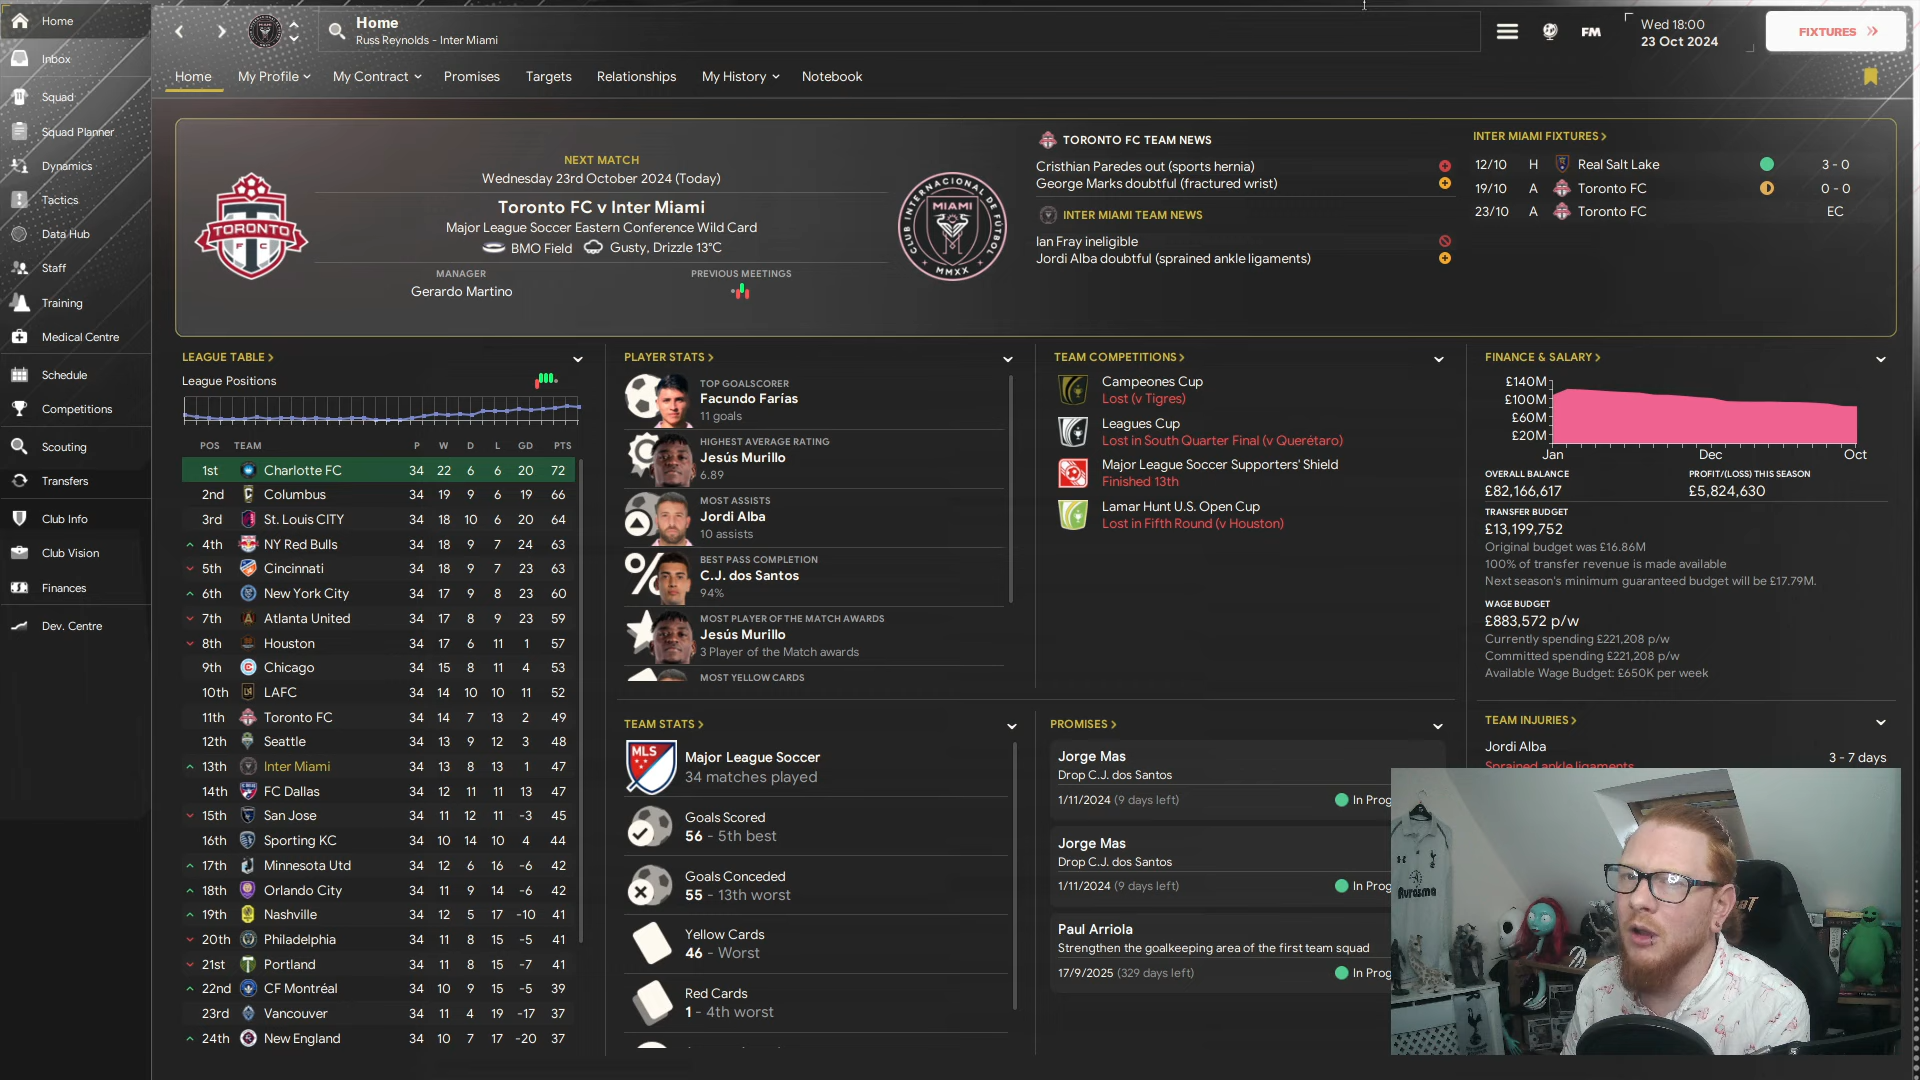 Home
Inbox
Squad
Squad Planner
Dynamics
Tactics
Data Hub
Staff
Training
Medical Centre
Schedule
Competitions
Scouting
Transfers
Club Info
Club Vision
Finances
Dev. Centre
Home
Russ Reynolds - Inter Miami
FM
Wed 18:00
23 Oct 2024
FIXTURES
Home My Profile My Contract Promises Targets Relationships My History Notebook
NEXT MATCH
Wednesday 23rd October 2024 (Today)
Toronto FC v Inter Miami
Major League Soccer Eastern Conference Wild Card
BMO Field Gusty, Drizzle 13°C
MANAGER
Gerardo Martino
PREVIOUS MEETINGS
TORONTO
FC
CLUB INTERNACIONAL DE FÚTBOL
MIAMI
MMXX
TORONTO FC TEAM NEWS
Cristhian Paredes out (sports hernia)
George Marks doubtful (fractured wrist)
INTER MIAMI TEAM NEWS
Ian Fray ineligible
Jordi Alba doubtful (sprained ankle ligaments)
INTER MIAMI FIXTURES
12/10 H Real Salt Lake 3 - 0
19/10 A Toronto FC 0 - 0
23/10 A Toronto FC EC
LEAGUE TABLE
League Positions
POS TEAM P W D L GD PTS
1st Charlotte FC 34 22 6 6 20 72
2nd Columbus 34 19 9 6 19 66
3rd St. Louis CITY 34 18 10 6 20 64
4th NY Red Bulls 34 18 9 7 24 63
5th Cincinnati 34 18 9 7 23 63
6th New York City 34 17 9 8 23 60
7th Atlanta United 34 17 8 9 23 59
8th Houston 34 17 6 11 1 57
9th Chicago 34 15 8 11 4 53
10th LAFC 34 14 10 10 11 52
11th Toronto FC 34 14 7 13 2 49
12th Seattle 34 13 9 12 3 48
13th Inter Miami 34 13 8 13 1 47
14th FC Dallas 34 12 11 11 13 47
15th San Jose 34 11 12 11 -3 45
16th Sporting KC 34 10 14 10 4 44
17th Minnesota Utd 34 12 6 16 -6 42
18th Orlando City 34 11 9 14 -6 42
19th Nashville 34 12 5 17 -10 41
20th Philadelphia 34 11 8 15 -5 41
21st Portland 34 11 8 15 -7 41
22nd CF Montréal 34 10 9 15 -5 39
23rd Vancouver 34 11 4 19 -17 37
24th New England 34 10 7 17 -20 37
PLAYER STATS
TOP GOALSCORER
Facundo Farías
11 goals
HIGHEST AVERAGE RATING
Jesús Murillo
6.89
MOST ASSISTS
Jordi Alba
10 assists
BEST PASS COMPLETION
C.J. dos Santos
94%
MOST PLAYER OF THE MATCH AWARDS
Jesús Murillo
3 Player of the Match awards
MOST YELLOW CARDS
TEAM COMPETITIONS
Campeones Cup
Lost (v Tigres)
Leagues Cup
Lost in South Quarter Final (v Querétaro)
Major League Soccer Supporters' Shield
Finished 13th
Lamar Hunt U.S. Open Cup
Lost in Fifth Round (v Houston)
FINANCE & SALARY
£140M
£100M
£60M
£20M
Jan Dec Oct
OVERALL BALANCE
£82,166,617
PROFIT/(LOSS) THIS SEASON
£5,824,630
TRANSFER BUDGET
£13,199,752
Original budget was £16.86M
100% of transfer revenue is made available
Next season's minimum guaranteed budget will be £17.79M.
WAGE BUDGET
£883,572 p/w
Currently spending £221,208 p/w
Committed spending £221,208 p/w
Available Wage Budget: £650K per week
TEAM STATS
MLS
Major League Soccer
34 matches played
Goals Scored
56 - 5th best
Goals Conceded
55 - 13th worst
Yellow Cards
46 - Worst
Red Cards
1 - 4th worst
PROMISES
Jorge Mas
Drop C.J. dos Santos
1/11/2024 (9 days left) In Prog
Jorge Mas
Drop C.J. dos Santos
1/11/2024 (9 days left) In Prog
Paul Arriola
Strengthen the goalkeeping area of the first team squad
17/9/2025 (329 days left) In Prog
TEAM INJURIES
Jordi Alba
Sprained ankle ligaments
3 - 7 days